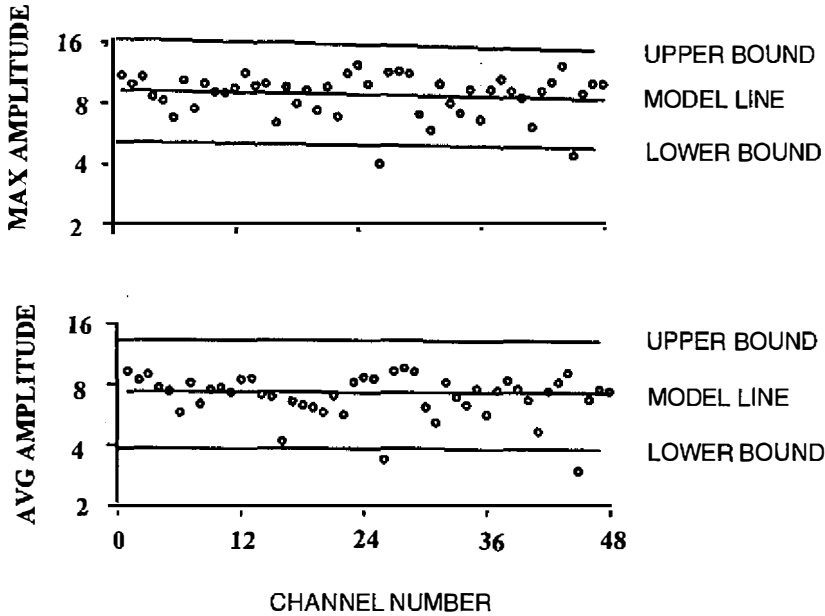 MAX AMPLITUDE
16
8
4
2
UPPER BOUND
MODEL LINE
LOWER BOUND
AVG AMPLITUDE
16
8
4
2
UPPER BOUND
MODEL LINE
LOWER BOUND
0 12 24 36 48
CHANNEL NUMBER